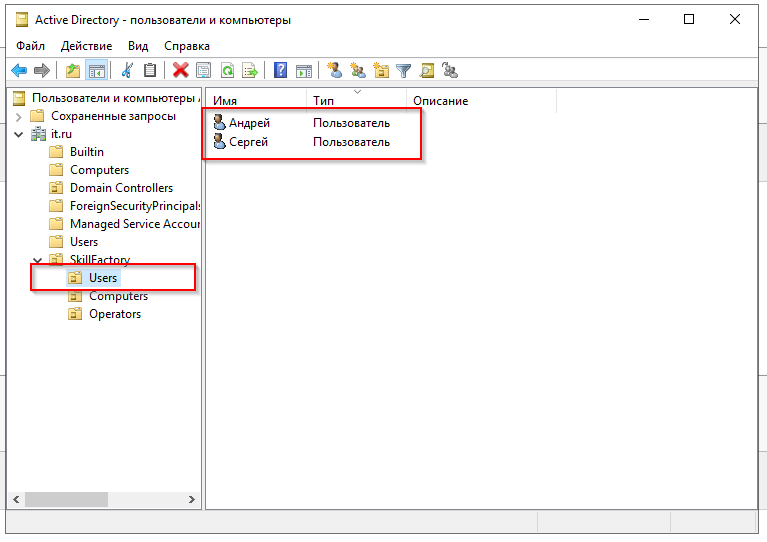 Active Directory - пользователи и компьютеры
Файл Действие Вид Справка
Пользователи и компьютеры
Сохраненные запросы
it.ru
Builtin
Computers
Domain Controllers
ForeignSecurityPrincipals
Managed Service Accour
Users
SkillFactory
Users
Computers
Operators
Имя Тип Описание
Андрей Пользователь
Сергей Пользователь